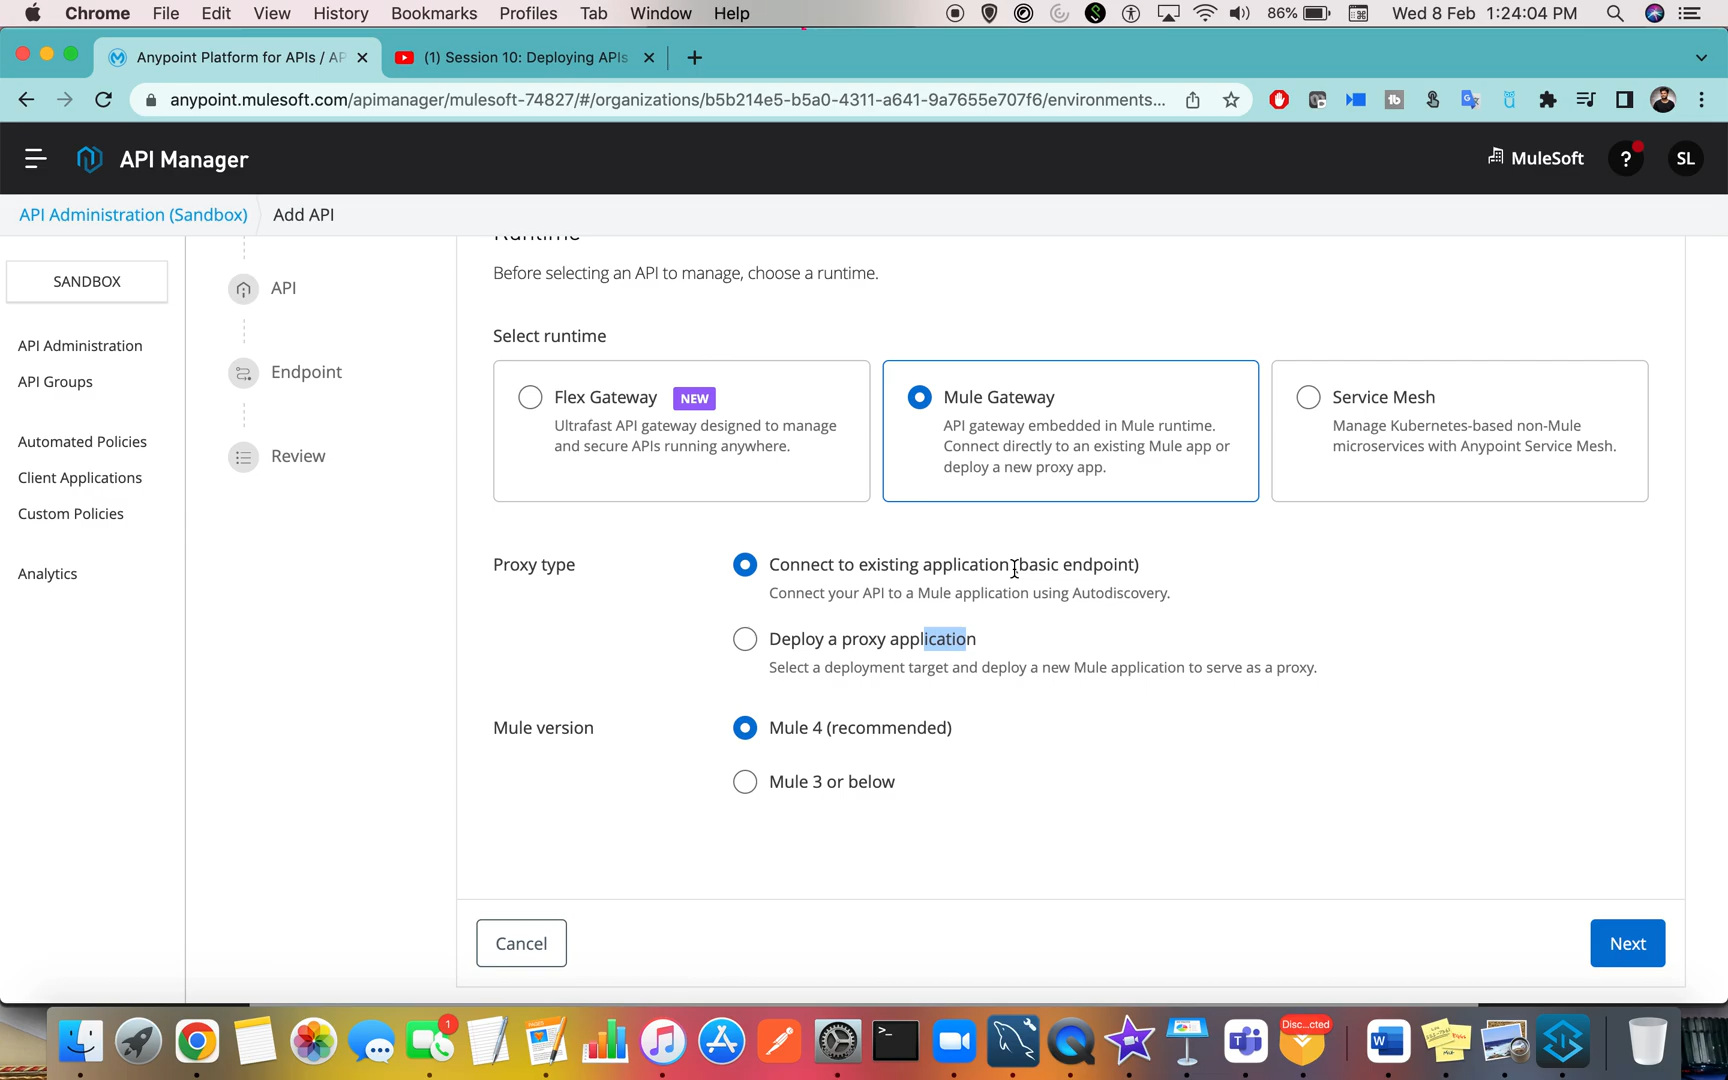 Chrome File Edit View History Bookmarks Profiles Tab Window Help 86% Wed 8 Feb 1:24:04 PM
Anypoint Platform for APIs / AP (1) Session 10: Deploying APIs
anypoint.mulesoft.com/apimanager/mulesoft-74827/#/organizations/b5b214e5-b5a0-4311-a641-9a7655e707f6/environments...
API Manager MuleSoft ? SL
API Administration (Sandbox) Add API
Runtime
SANDBOX
API Administration
API Groups
Automated Policies
Client Applications
Custom Policies
Analytics
API
Endpoint
Review
Before selecting an API to manage, choose a runtime.
Select runtime
Flex Gateway NEW
Ultrafast API gateway designed to manage
and secure APIs running anywhere.
Mule Gateway
API gateway embedded in Mule runtime.
Connect directly to an existing Mule app or
deploy a new proxy app.
Service Mesh
Manage Kubernetes-based non-Mule
microservices with Anypoint Service Mesh.
Proxy type
Connect to existing application (basic endpoint)
Connect your API to a Mule application using Autodiscovery.
Deploy a proxy application
Select a deployment target and deploy a new Mule application to serve as a proxy.
Mule version
Mule 4 (recommended)
Mule 3 or below
Cancel Next
1
Disc...cted